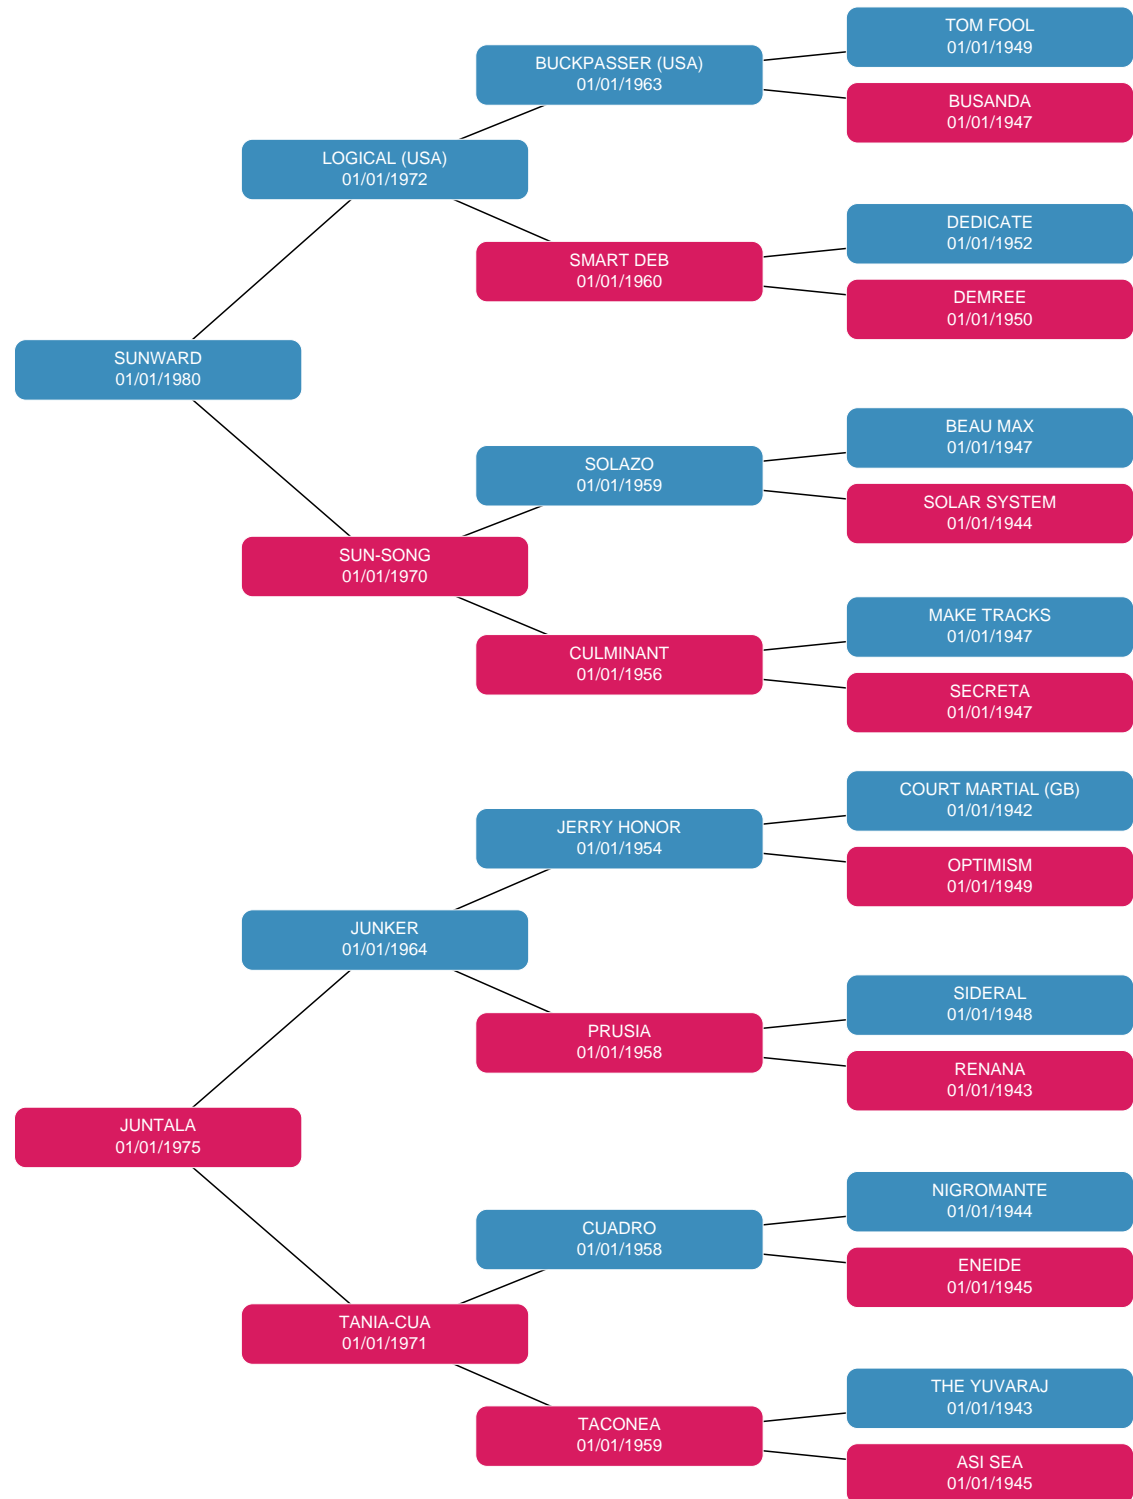 TOM FOOL
01/01/1949
BUCKPASSER (USA)
01/01/1963
BUSANDA
01/01/1947
LOGICAL (USA)
01/01/1972
DEDICATE
01/01/1952
SMART DEB
01/01/1960
DEMREE
01/01/1950
SUNWARD
01/01/1980
BEAU MAX
01/01/1947
SOLAZO
01/01/1959
SOLAR SYSTEM
01/01/1944
SUN-SONG
01/01/1970
MAKE TRACKS
01/01/1947
CULMINANT
01/01/1956
SECRETA
01/01/1947
COURT MARTIAL (GB)
01/01/1942
JERRY HONOR
01/01/1954
OPTIMISM
01/01/1949
JUNKER
01/01/1964
SIDERAL
01/01/1948
PRUSIA
01/01/1958
RENANA
01/01/1943
JUNTALA
01/01/1975
NIGROMANTE
01/01/1944
CUADRO
01/01/1958
ENEIDE
01/01/1945
TANIA-CUA
01/01/1971
THE YUVARAJ
01/01/1943
TACONEA
01/01/1959
ASI SEA
01/01/1945